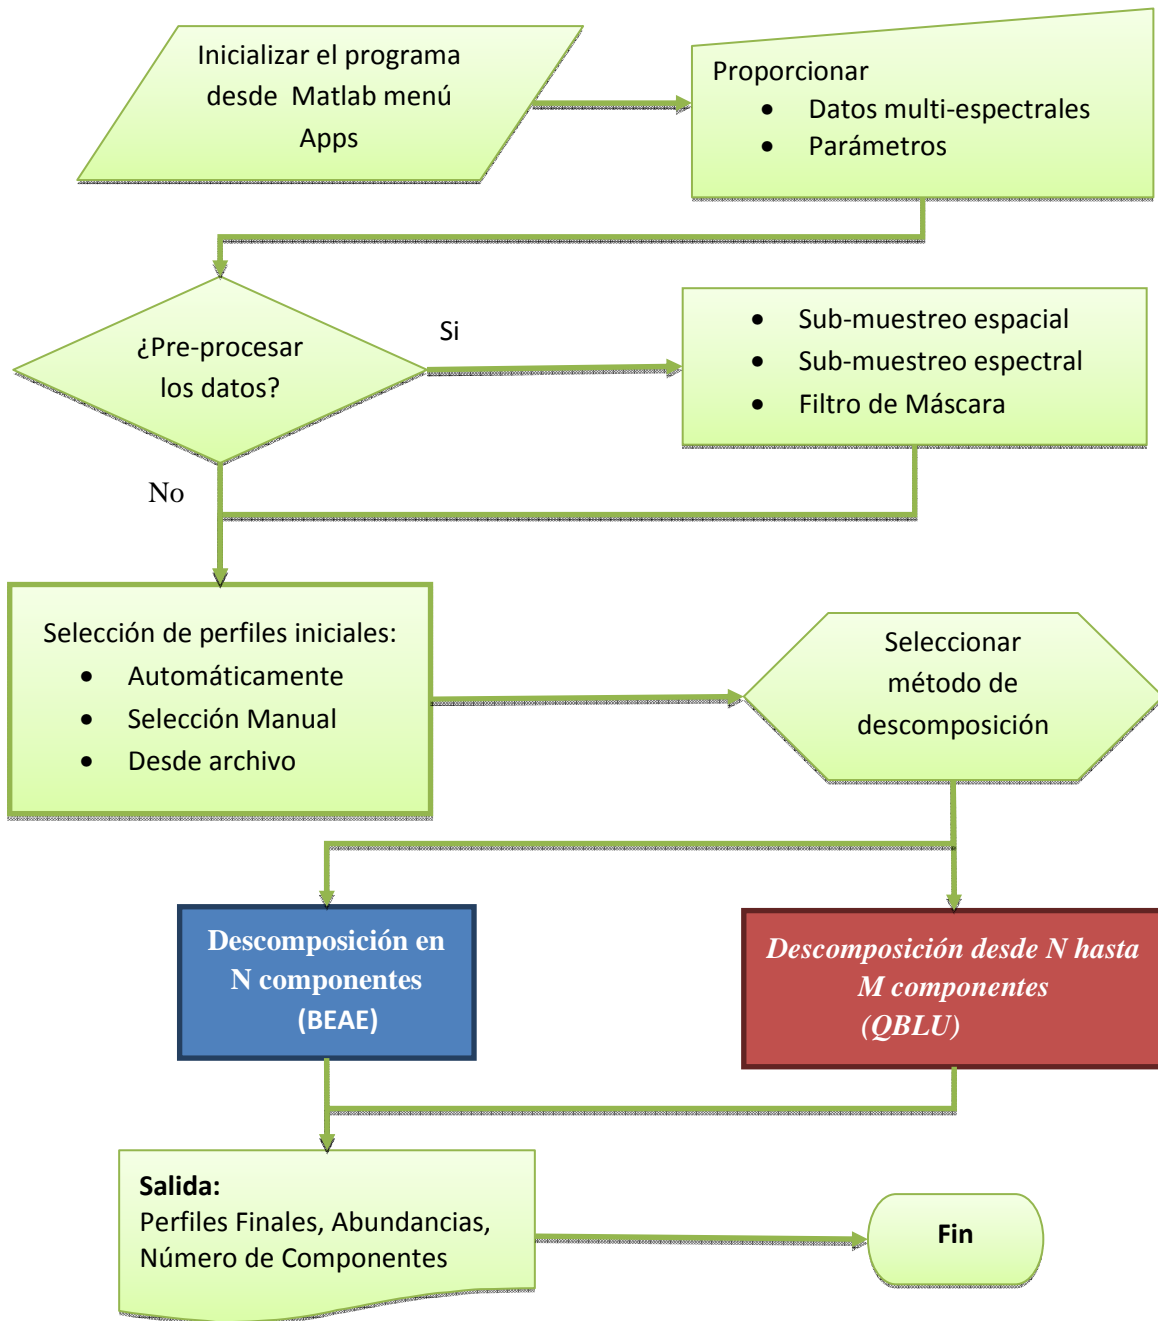 Inicializar el programa
desde Matlab menú
Apps
Proporcionar
• Datos multi-espectrales
• Parámetros
¿Pre-procesar
los datos?
Si
• Sub-muestreo espacial
• Sub-muestreo espectral
• Filtro de Máscara
No
Selección de perfiles iniciales:
• Automáticamente
• Selección Manual
• Desde archivo
Seleccionar
método de
descomposición
Descomposición en
N componentes
(BEAE)
Descomposición desde N hasta
M componentes
(QBLU)
Salida:
Perfiles Finales, Abundancias,
Número de Componentes
Fin